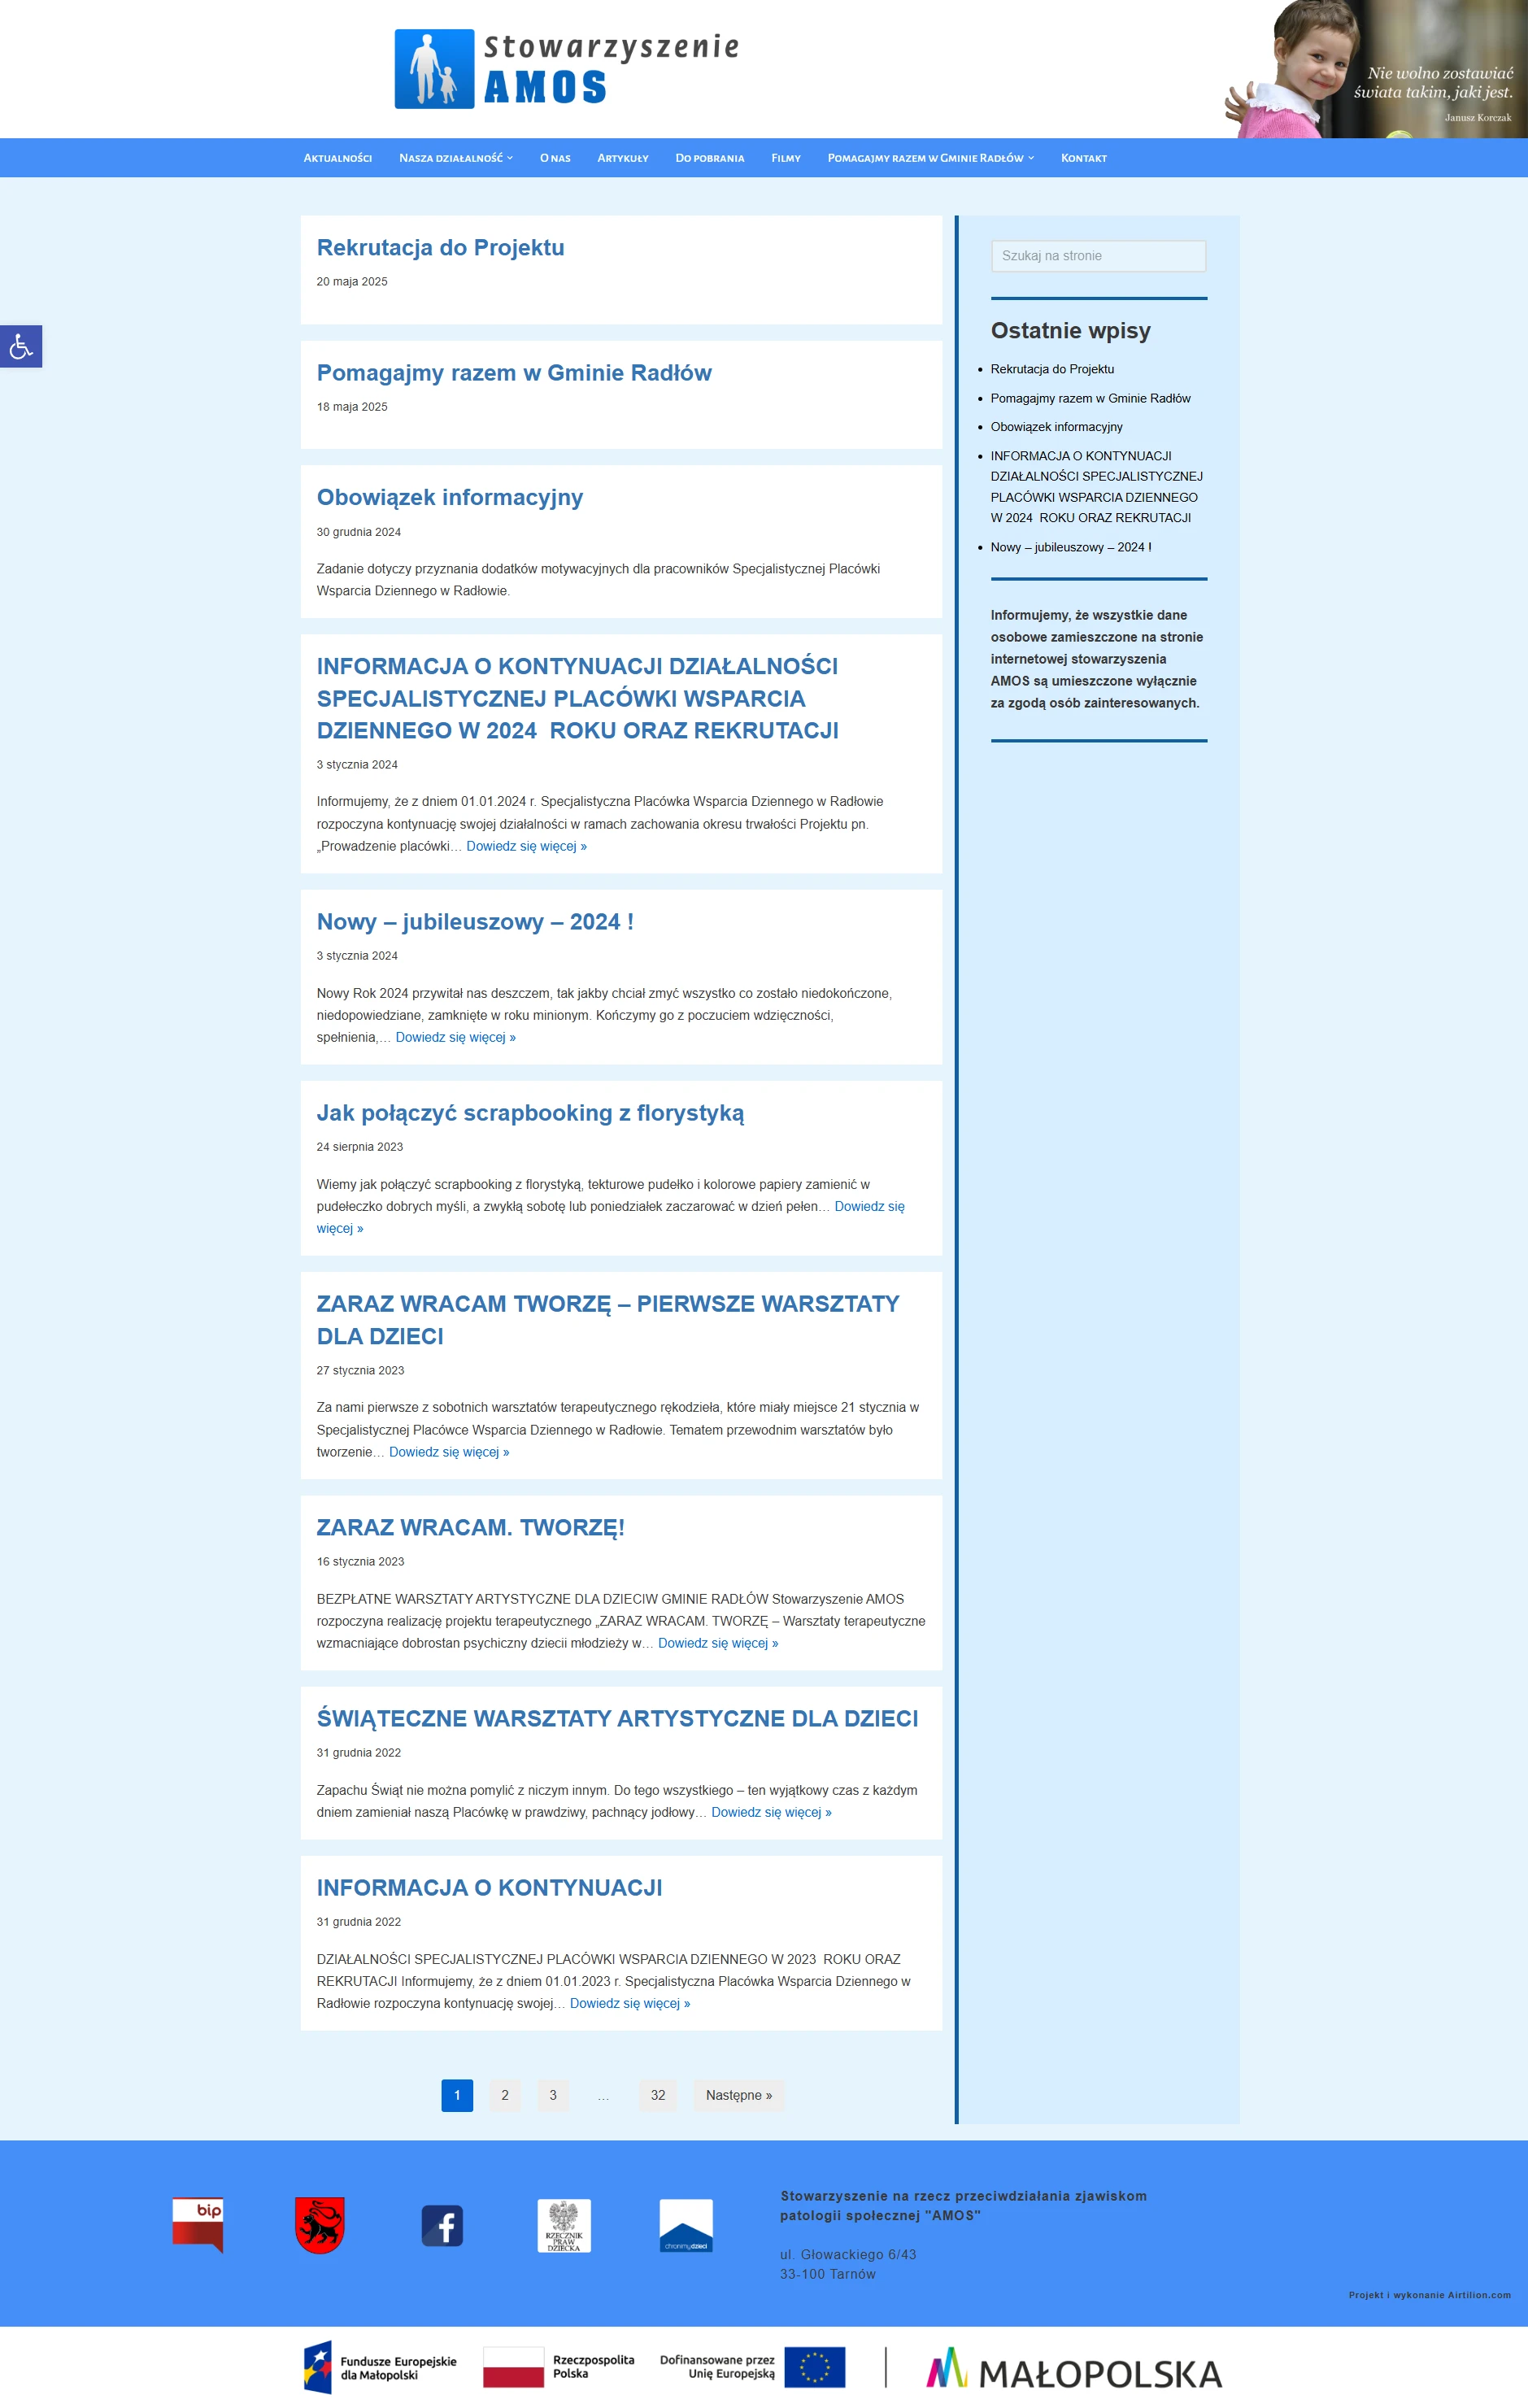 Stowarzyszenie
AMOS
Nie wolno zostawiać
świata takim, jaki jest.
Janusz Korczak
Aktualności Nasza działalność O nas Artykuły Do pobrania Filmy Pomagajmy razem w Gminie Radłów Kontakt
Rekrutacja do Projektu
20 maja 2025
Pomagajmy razem w Gminie Radłów
18 maja 2025
Obowiązek informacyjny
30 grudnia 2024
Zadanie dotyczy przyznania dodatków motywacyjnych dla pracowników Specjalistycznej Placówki
Wsparcia Dziennego w Radłowie.
INFORMACJA O KONTYNUACJI DZIAŁALNOŚCI
SPECJALISTYCZNEJ PLACÓWKI WSPARCIA
DZIENNEGO W 2024  ROKU ORAZ REKRUTACJI
3 stycznia 2024
Informujemy, że z dniem 01.01.2024 r. Specjalistyczna Placówka Wsparcia Dziennego w Radłowie
rozpoczyna kontynuację swojej działalności w ramach zachowania okresu trwałości Projektu pn.
„Prowadzenie placówki… Dowiedz się więcej »
Nowy – jubileuszowy – 2024 !
3 stycznia 2024
Nowy Rok 2024 przywitał nas deszczem, tak jakby chciał zmyć wszystko co zostało niedokończone,
niedopowiedziane, zamknięte w roku minionym. Kończymy go z poczuciem wdzięczności,
spełnienia,… Dowiedz się więcej »
Jak połączyć scrapbooking z florystyką
24 sierpnia 2023
Wiemy jak połączyć scrapbooking z florystyką, tekturowe pudełko i kolorowe papiery zamienić w
pudełeczko dobrych myśli, a zwykłą sobotę lub poniedziałek zaczarować w dzień pełen… Dowiedz się
więcej »
ZARAZ WRACAM TWORZĘ – PIERWSZE WARSZTATY
DLA DZIECI
27 stycznia 2023
Za nami pierwsze z sobotnich warsztatów terapeutycznego rękodzieła, które miały miejsce 21 stycznia w
Specjalistycznej Placówce Wsparcia Dziennego w Radłowie. Tematem przewodnim warsztatów było
tworzenie… Dowiedz się więcej »
ZARAZ WRACAM. TWORZĘ!
16 stycznia 2023
BEZPŁATNE WARSZTATY ARTYSTYCZNE DLA DZIECIW GMINIE RADŁÓW Stowarzyszenie AMOS
rozpoczyna realizację projektu terapeutycznego „ZARAZ WRACAM. TWORZĘ – Warsztaty terapeutyczne
wzmacniające dobrostan psychiczny dziecii młodzieży w… Dowiedz się więcej »
ŚWIĄTECZNE WARSZTATY ARTYSTYCZNE DLA DZIECI
31 grudnia 2022
Zapachu Świąt nie można pomylić z niczym innym. Do tego wszystkiego – ten wyjątkowy czas z każdym
dniem zamieniał naszą Placówkę w prawdziwy, pachnący jodłowy… Dowiedz się więcej »
INFORMACJA O KONTYNUACJI
31 grudnia 2022
DZIAŁALNOŚCI SPECJALISTYCZNEJ PLACÓWKI WSPARCIA DZIENNEGO W 2023  ROKU ORAZ
REKRUTACJI Informujemy, że z dniem 01.01.2023 r. Specjalistyczna Placówka Wsparcia Dziennego w
Radłowie rozpoczyna kontynuację swojej… Dowiedz się więcej »
1 2 3 … 32 Następne »
Szukaj na stronie
Ostatnie wpisy
Rekrutacja do Projektu
Pomagajmy razem w Gminie Radłów
Obowiązek informacyjny
INFORMACJA O KONTYNUACJI
DZIAŁALNOŚCI SPECJALISTYCZNEJ
PLACÓWKI WSPARCIA DZIENNEGO
W 2024  ROKU ORAZ REKRUTACJI
Nowy – jubileuszowy – 2024 !
Informujemy, że wszystkie dane
osobowe zamieszczone na stronie
internetowej stowarzyszenia
AMOS są umieszczone wyłącznie
za zgodą osób zainteresowanych.
bip
RZECZNIK
PRAW
DZIECKA
chronimydzieci
Stowarzyszenie na rzecz przeciwdziałania zjawiskom
patologii społecznej "AMOS"
ul. Głowackiego 6/43
33-100 Tarnów
Projekt i wykonanie Airtilion.com
Fundusze Europejskie
dla Małopolski
Rzeczpospolita
Polska
Dofinansowane przez
Unię Europejską
MAŁOPOLSKA